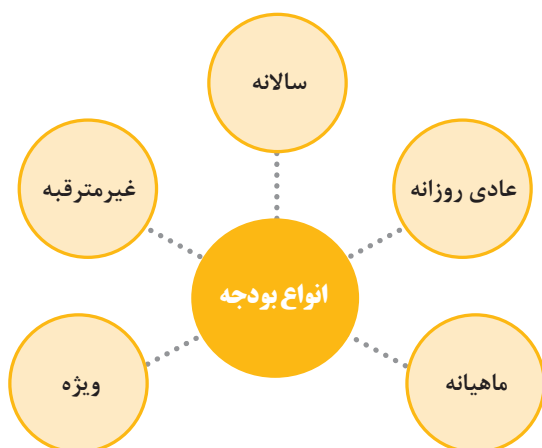 سالانه
عادی روزانه
غیرمترقبه
انواع بودجه
ماهیانه
ویژه